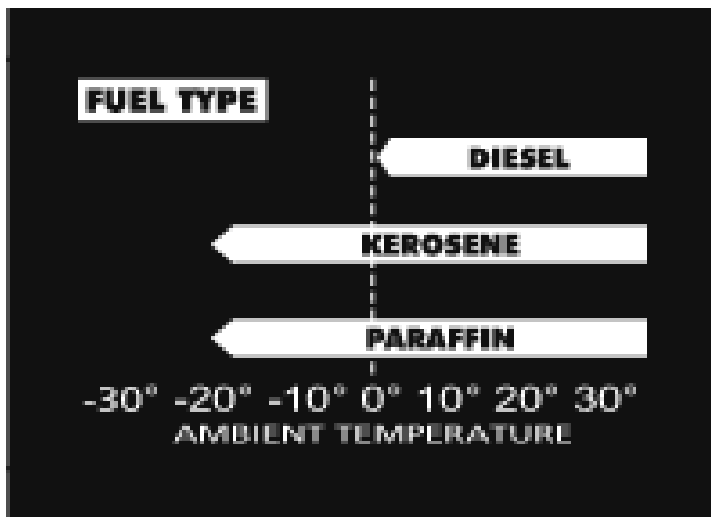 FUEL TYPE
DIESEL
KEROSENE
PARAFFIN
-30° -20° -10° 0° 10° 20° 30°
AMBIENT TEMPERATURE